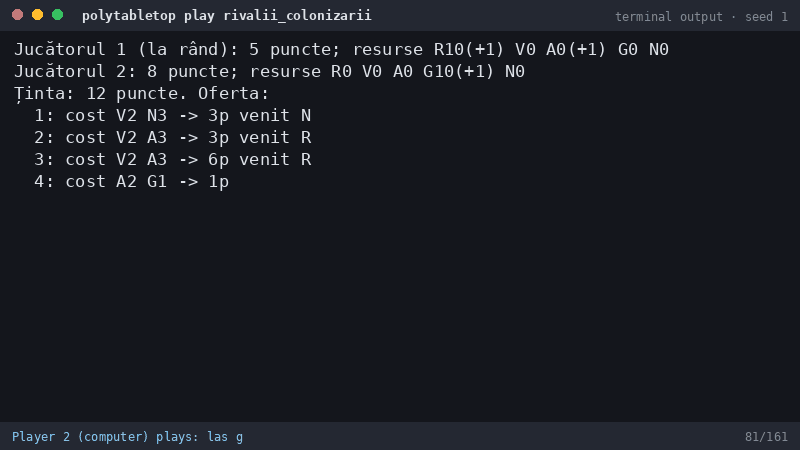 polytabletop play rivalii_colonizarii
terminal output · seed 1
Jucătorul 1 (la rând): 5 puncte; resurse R10(+1) V0 A0(+1) G0 N0
Jucătorul 2: 8 puncte; resurse R0 V0 A0 G10(+1) N0
Ținta: 12 puncte. Oferta:
1: cost V2 N3 -> 3p venit N
2: cost V2 A3 -> 3p venit R
3: cost V2 A3 -> 6p venit R
4: cost A2 G1 -> 1p
Player 2 (computer) plays: las g
81/161